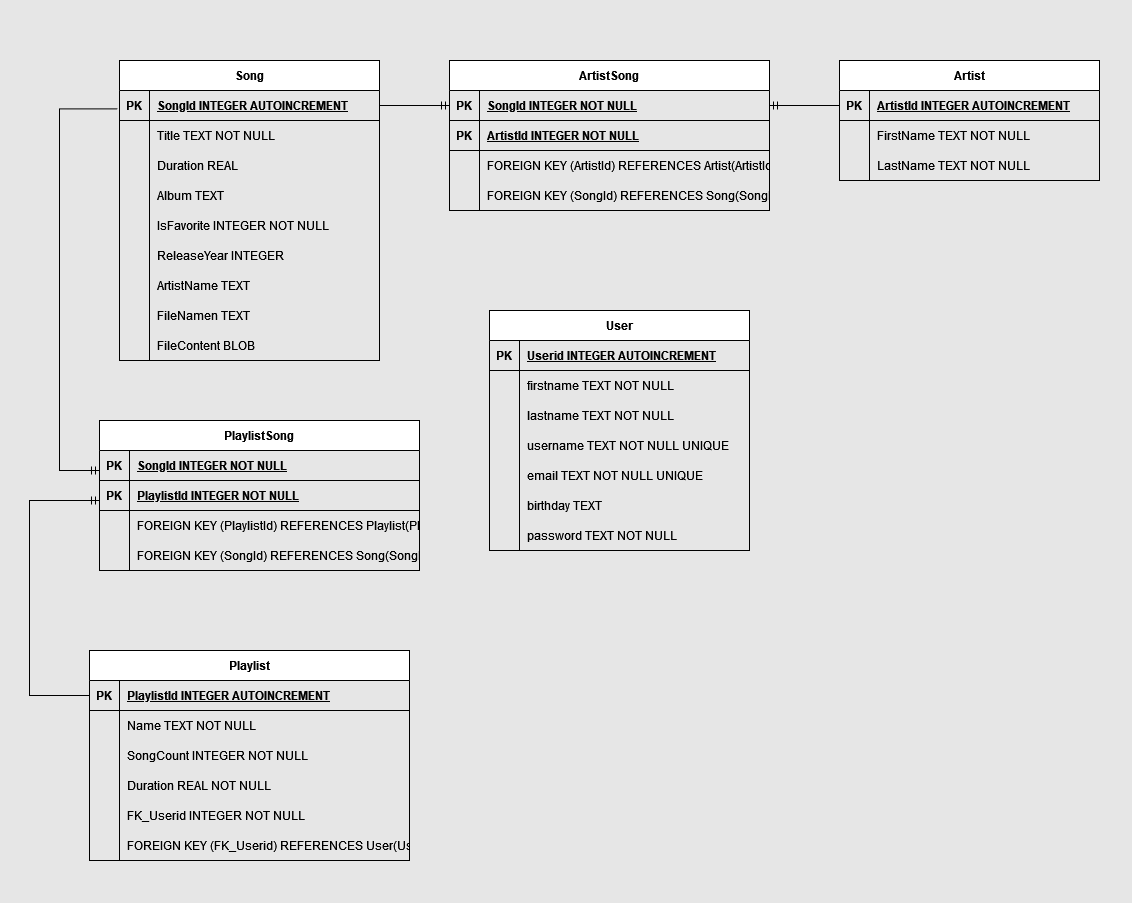 Song
PK SongId INTEGER AUTOINCREMENT
Title TEXT NOT NULL
Duration REAL
Album TEXT
IsFavorite INTEGER NOT NULL
ReleaseYear INTEGER
ArtistName TEXT
FileNamen TEXT
FileContent BLOB
ArtistSong
PK SongId INTEGER NOT NULL
PK ArtistId INTEGER NOT NULL
FOREIGN KEY (ArtistId) REFERENCES Artist(ArtistId
FOREIGN KEY (SongId) REFERENCES Song(Song
Artist
PK ArtistId INTEGER AUTOINCREMENT
FirstName TEXT NOT NULL
LastName TEXT NOT NULL
User
PK Userid INTEGER AUTOINCREMENT
firstname TEXT NOT NULL
lastname TEXT NOT NULL
username TEXT NOT NULL UNIQUE
email TEXT NOT NULL UNIQUE
birthday TEXT
password TEXT NOT NULL
PlaylistSong
PK SongId INTEGER NOT NULL
PK PlaylistId INTEGER NOT NULL
FOREIGN KEY (PlaylistId) REFERENCES Playlist(Pl
FOREIGN KEY (SongId) REFERENCES Song(Song
Playlist
PK PlaylistId INTEGER AUTOINCREMENT
Name TEXT NOT NULL
SongCount INTEGER NOT NULL
Duration REAL NOT NULL
FK_Userid INTEGER NOT NULL
FOREIGN KEY (FK_Userid) REFERENCES User(Us